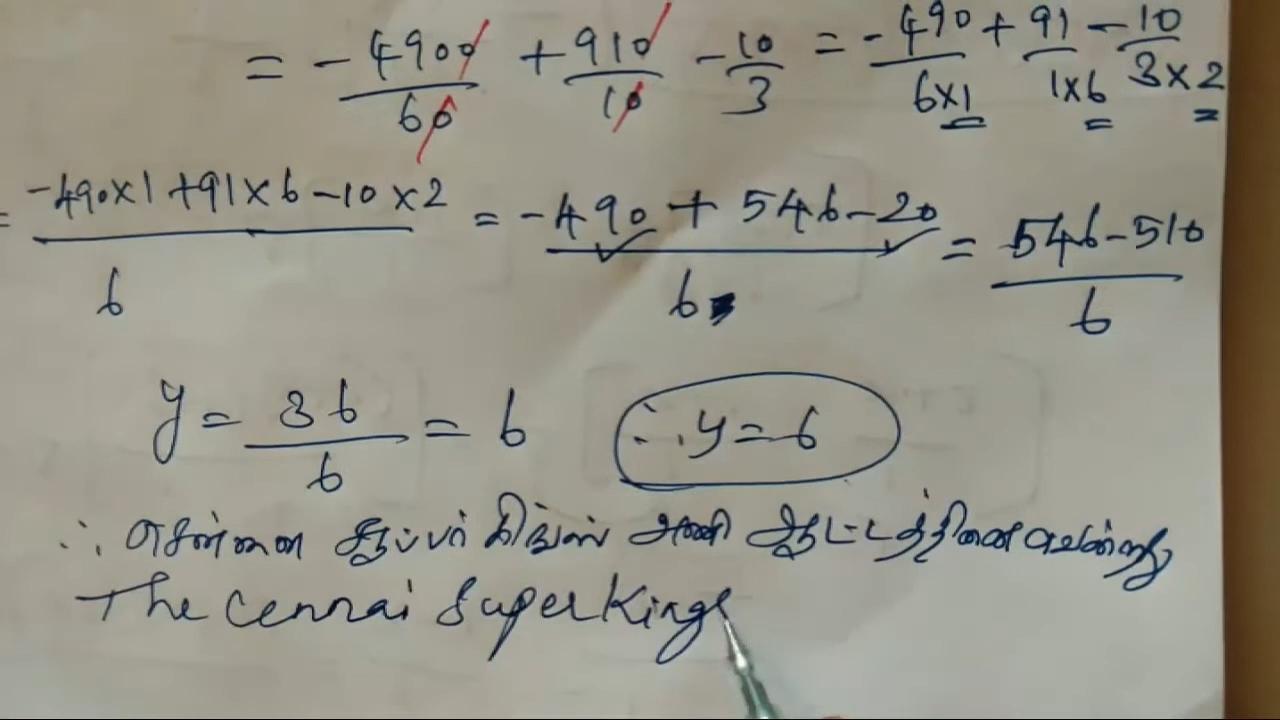 = -4900/60 + 910/10 - 10/3 = -490/6×1 + 91/1×6 - 10/3×2
= -490×1+91×6-10×2/6 = -490+546-20/6 = 546-510/6
y = 36/6 = 6 ∴ y = 6
∴ சென்னை சூப்பர் கிங்ஸ் அணி ஆட்டத்தினை வென்றது
The Cennai Super Kings